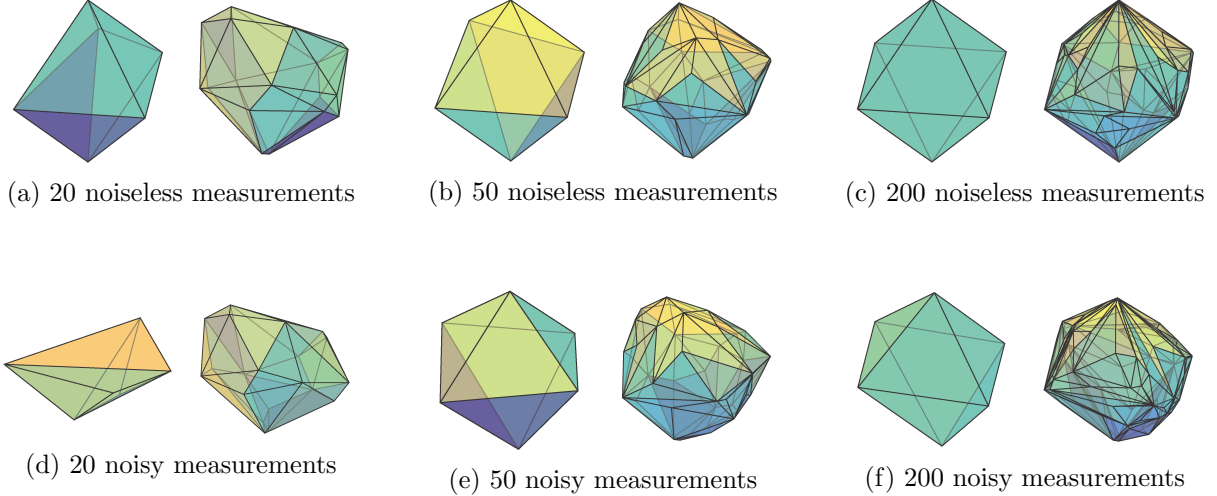 (a) 20 noiseless measurements
(b) 50 noiseless measurements
(c) 200 noiseless measurements
(d) 20 noisy measurements
(e) 50 noisy measurements
(f) 200 noisy measurements